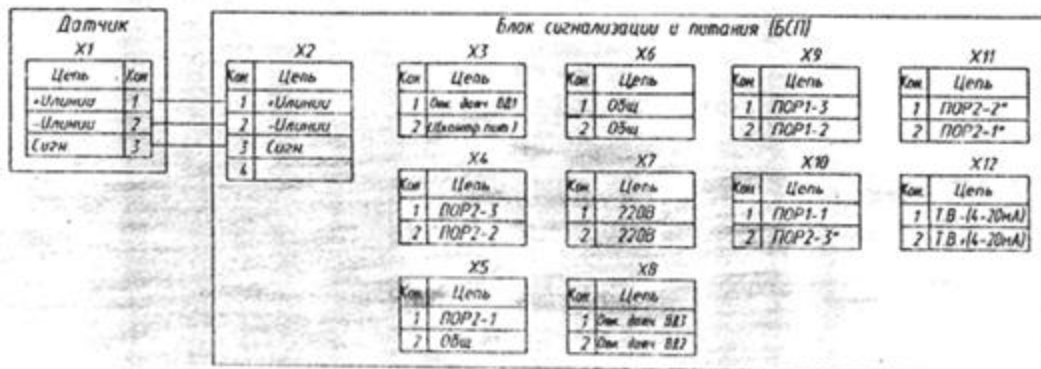 Датчик
X1
Цепь Кон
+Uлинии 1
-Uлинии 2
Сигн 3
Блок сигнализации и питания (БСП)
X2
Кон Цепь
1 +Uлинии
2 -Uлинии
3 Сигн
4
X3
Кон Цепь
1
2
X4
Кон Цепь
1 ПОР2-3
2 ПОР2-2
X5
Кон Цепь
1 ПОР2-1
2 Общ
X6
Кон Цепь
1 Общ
2 Общ
X7
Кон Цепь
1 220В
2 220В
X8
Кон Цепь
1
2
X9
Кон Цепь
1 ПОР1-3
2 ПОР1-2
X10
Кон Цепь
1 ПОР1-1
2 ПОР2-3*
X11
Кон Цепь
1 ПОР2-2*
2 ПОР2-1*
X12
Кон Цепь
1 Т.В.-(4-20мА)
2 Т.В.+(4-20мА)